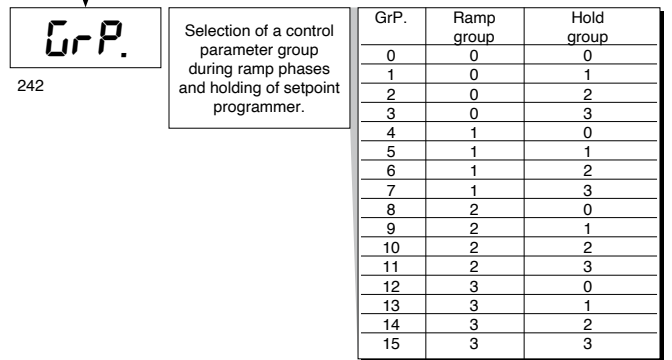 GrP.
242
Selection of a control
parameter group
during ramp phases
and holding of setpoint
programmer.
GrP. Ramp group Hold group
0 0 0
1 0 1
2 0 2
3 0 3
4 1 0
5 1 1
6 1 2
7 1 3
8 2 0
9 2 1
10 2 2
11 2 3
12 3 0
13 3 1
14 3 2
15 3 3